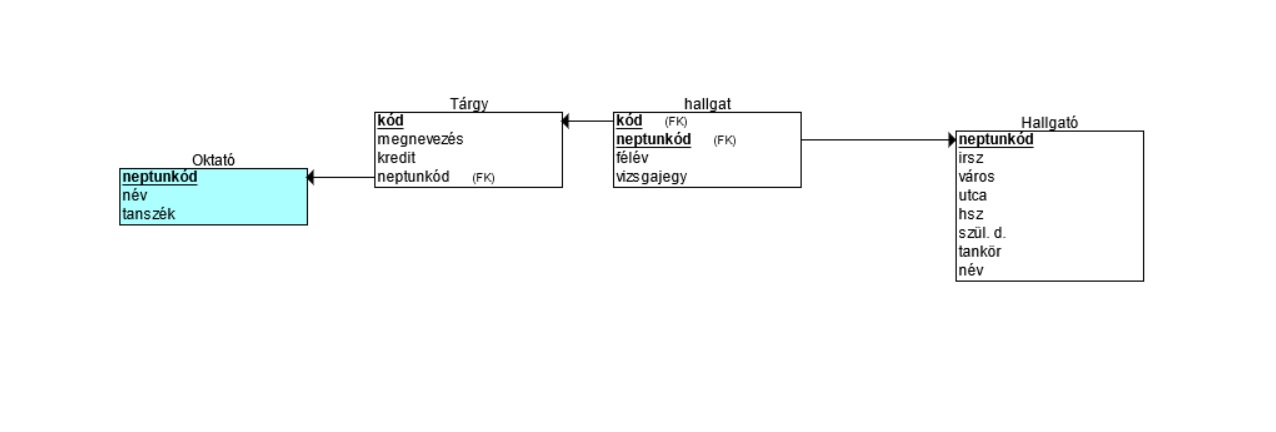 Oktató
neptunkód
név
tanszék
Tárgy
kód
megnevezés
kredit
neptunkód (FK)
hallgat
kód (FK)
neptunkód (FK)
félév
vizsgajegy
Hallgató
neptunkód
irsz
város
utca
hsz
szül. d.
tankör
név